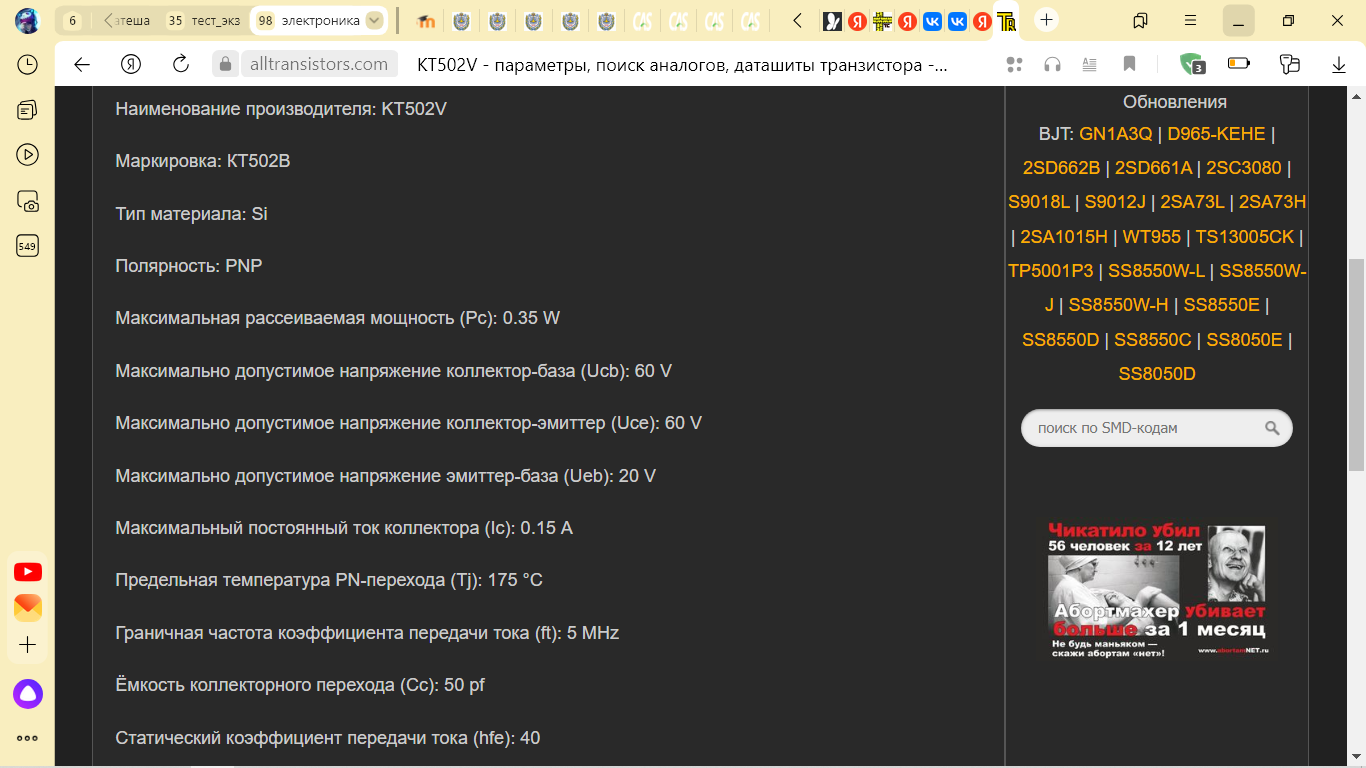 6
атеша
35 тест_экз
98 электроника
alltransistors.com
KT502V - параметры, поиск аналогов, даташиты транзистора -...
3
549
Наименование производителя: KT502V
Маркировка: КТ502В
Тип материала: Si
Полярность: PNP
Максимальная рассеиваемая мощность (Pc): 0.35 W
Максимально допустимое напряжение коллектор-база (Ucb): 60 V
Максимально допустимое напряжение коллектор-эмиттер (Uce): 60 V
Максимально допустимое напряжение эмиттер-база (Ueb): 20 V
Максимальный постоянный ток коллектора (Ic): 0.15 A
Предельная температура PN-перехода (Tj): 175 °C
Граничная частота коэффициента передачи тока (ft): 5 MHz
Ёмкость коллекторного перехода (Cc): 50 pf
Статический коэффициент передачи тока (hfe): 40
Обновления
BJT: GN1A3Q | D965-KEHE |
2SD662B | 2SD661A | 2SC3080 |
S9018L | S9012J | 2SA73L | 2SA73H
| 2SA1015H | WT955 | TS13005CK |
TP5001P3 | SS8550W-L | SS8550W-
J | SS8550W-H | SS8550E |
SS8550D | SS8550C | SS8050E |
SS8050D
поиск по SMD-кодам
Чикатило убил
56 человек за 12 лет
Абортмахер убивает
больше за 1 месяц
Не будь маньяком —
скажи абортам «нет»!
www.abortamNET.ru